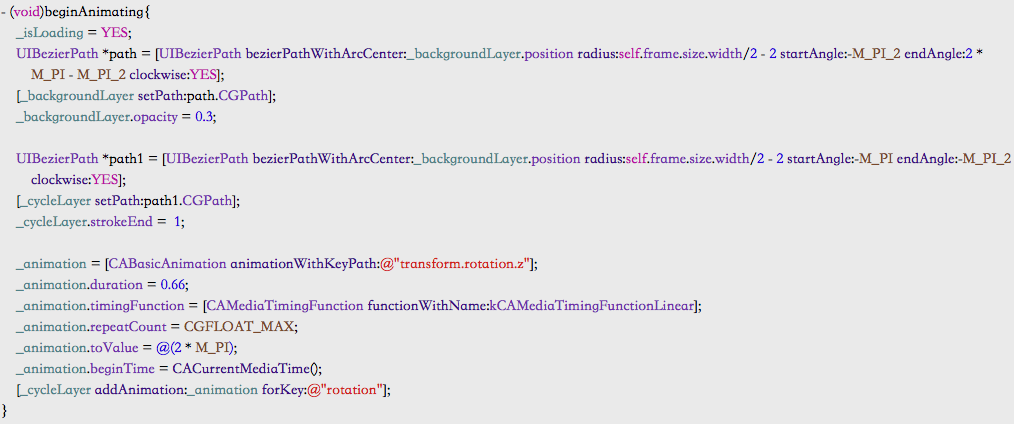 - (void)beginAnimating{
_isLoading = YES;
UIBezierPath *path = [UIBezierPath bezierPathWithArcCenter:_backgroundLayer.position radius:self.frame.size.width/2 - 2 startAngle:-M_PI_2 endAngle:2 *
M_PI - M_PI_2 clockwise:YES];
[_backgroundLayer setPath:path.CGPath];
_backgroundLayer.opacity = 0.3;
UIBezierPath *path1 = [UIBezierPath bezierPathWithArcCenter:_backgroundLayer.position radius:self.frame.size.width/2 - 2 startAngle:-M_PI endAngle:-M_PI_2
clockwise:YES];
[_cycleLayer setPath:path1.CGPath];
_cycleLayer.strokeEnd =  1;
_animation = [CABasicAnimation animationWithKeyPath:@"transform.rotation.z"];
_animation.duration = 0.66;
_animation.timingFunction = [CAMediaTimingFunction functionWithName:kCAMediaTimingFunctionLinear];
_animation.repeatCount = CGFLOAT_MAX;
_animation.toValue = @(2 * M_PI);
_animation.beginTime = CACurrentMediaTime();
[_cycleLayer addAnimation:_animation forKey:@"rotation"];
}